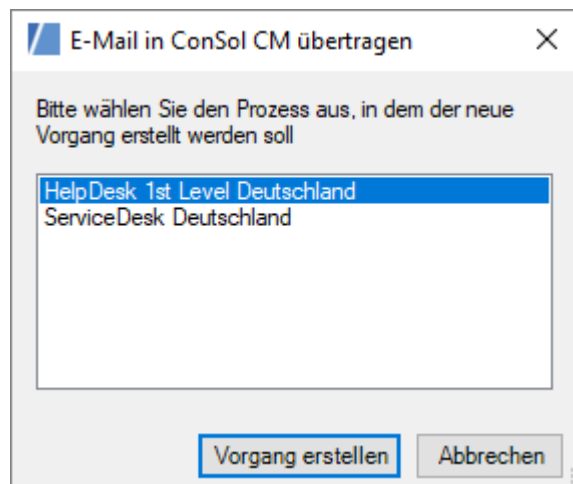 E-Mail in ConSol CM übertragen
Bitte wählen Sie den Prozess aus, in dem der neue
Vorgang erstellt werden soll
HelpDesk 1st Level Deutschland
ServiceDesk Deutschland
Vorgang erstellen
Abbrechen